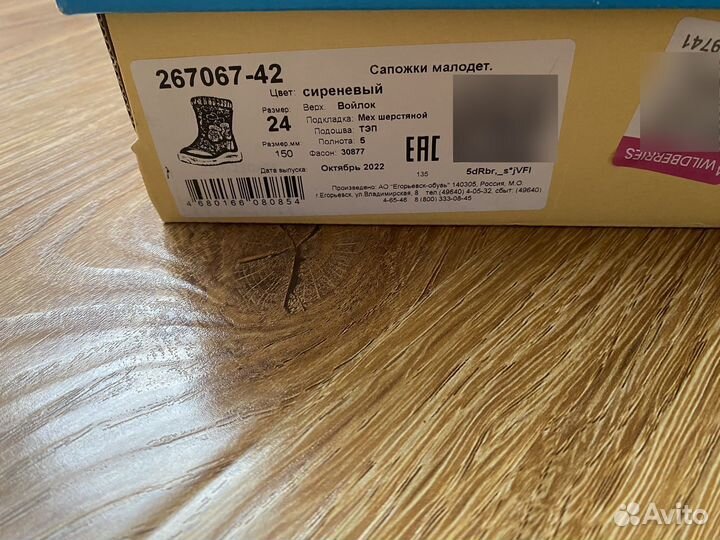 267067-42
Сапожки малодет.
Цвет: сиреневый
Размер: 24
Размер,мм 150
Верх: Войлок
Подкладка: Мех шерстяной
Подошва: ТЭП
Полнота: 5
Фасон: 30877
Дата выпуска: Октябрь 2022
ЕАС
135
5dRbr,_s*jVFl
4 680166 080854
Произведено: АО "Егорьевск-обувь" 140305, Россия, М.О.
г.Егорьевск, ул.Владимирская, 8 тел.(49640) 4-05-32, сбыт: (49640)
4-65-46 8 (800) 333-08-45
9741
WILDBERRIES
Avito